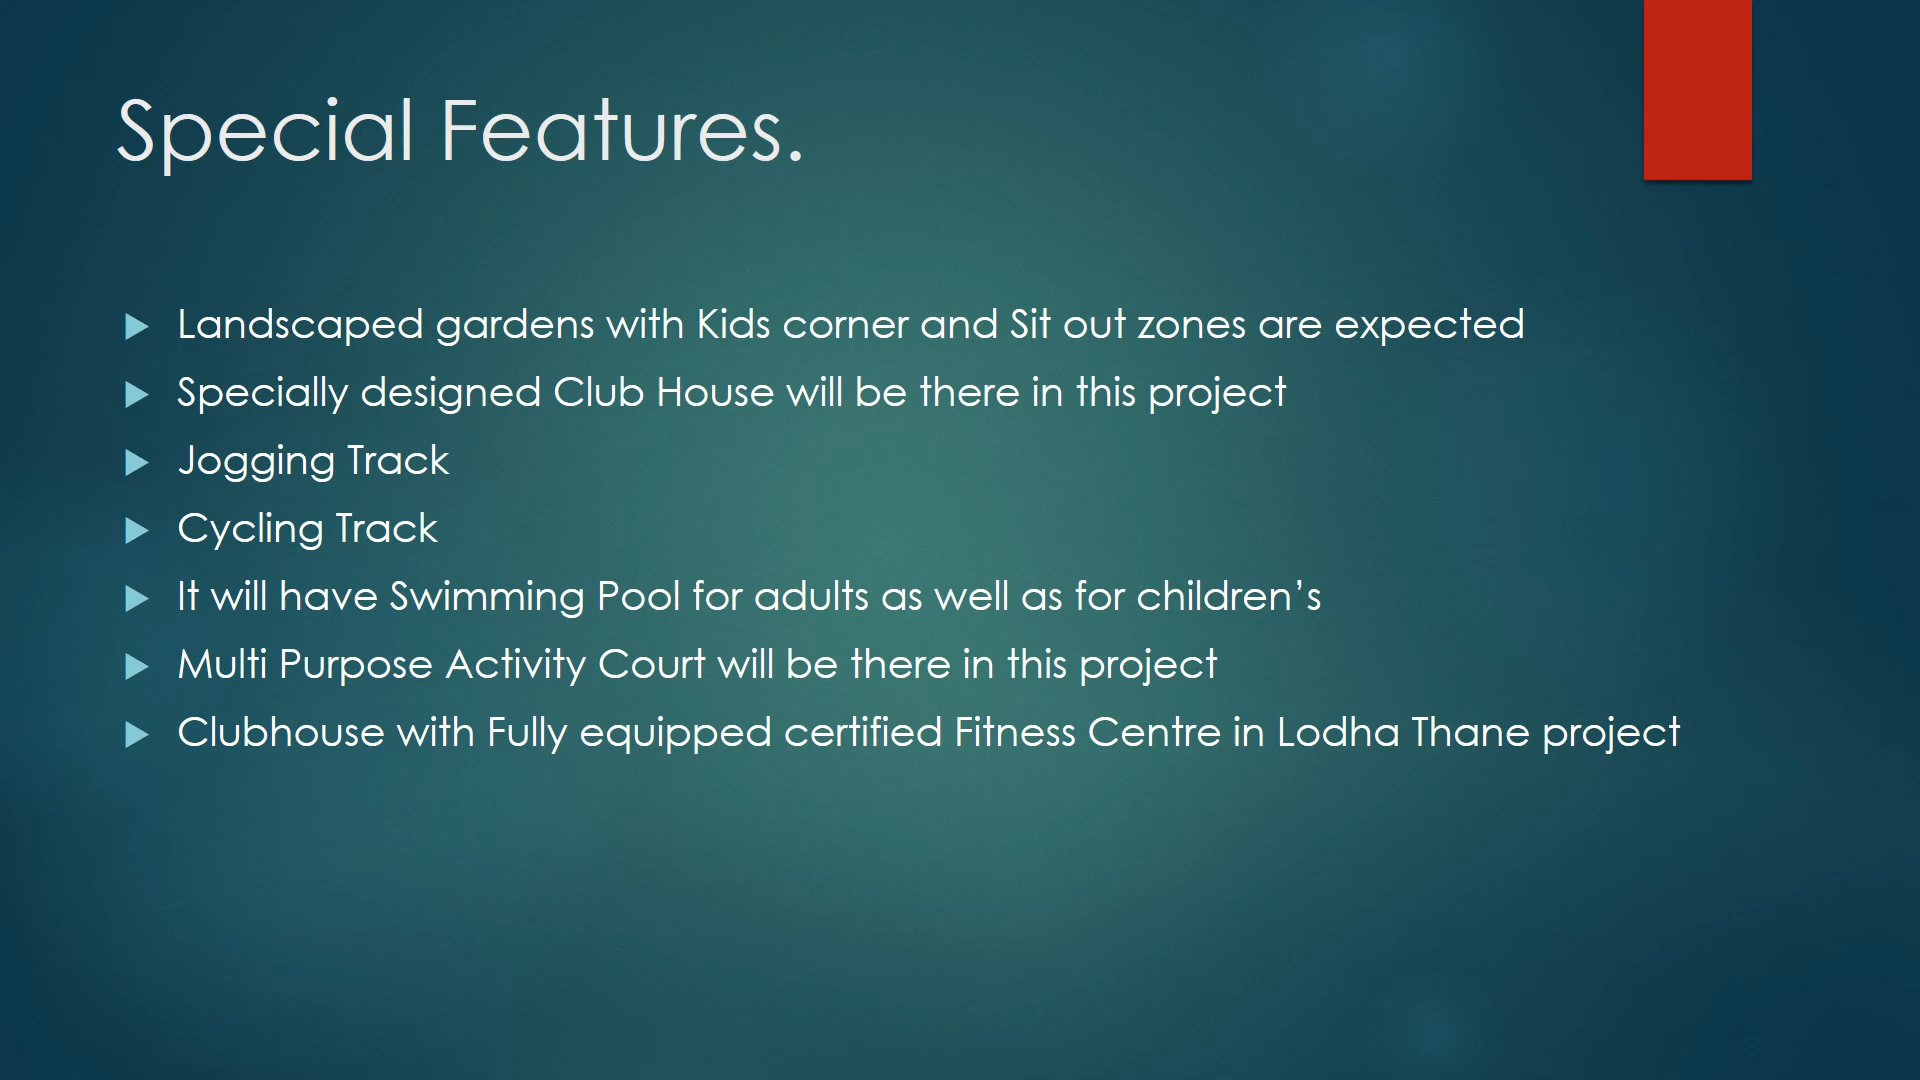 Special Features.
Landscaped gardens with Kids corner and Sit out zones are expected
Specially designed Club House will be there in this project
Jogging Track
Cycling Track
It will have Swimming Pool for adults as well as for children’s
Multi Purpose Activity Court will be there in this project
Clubhouse with Fully equipped certified Fitness Centre in Lodha Thane project